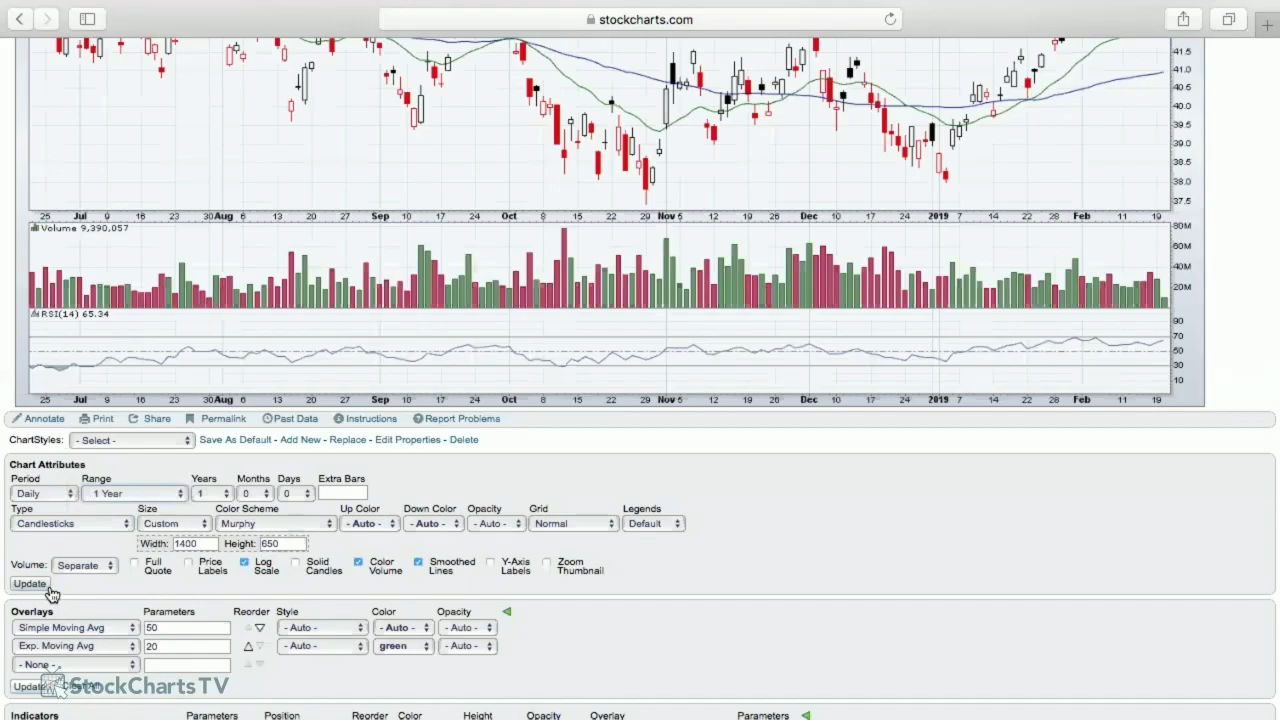 stockcharts.com
41.5
41.0
40.5
40.0
39.5
39.0
38.5
38.0
37.5
25 Jul 9 16 23 30 Aug 6 13 20 27 Sep 10 17 24 Oct 8 15 22 29 Nov 5 12 19 26 Dec 10 17 24 2019 7 14 22 28 Feb 11 19
Volume 9,390,057
80M
60M
40M
20M
RSI(14) 65.34
90
70
50
30
10
25 Jul 9 16 23 30 Aug 6 13 20 27 Sep 10 17 24 Oct 8 15 22 29 Nov 5 12 19 26 Dec 10 17 24 2019 7 14 22 28 Feb 11 19
Annotate Print Share Permalink Past Data Instructions Report Problems
ChartStyles: - Select - Save As Default - Add New - Replace - Edit Properties - Delete
Chart Attributes
Period Range Years Months Days Extra Bars
Daily 1 Year 1 0 0
Type Size Color Scheme Up Color Down Color Opacity Grid Legends
Candlesticks Custom Murphy - Auto - - Auto - - Auto - Normal Default
Width: 1400 Height: 650
Volume: Separate Full Quote Price Labels Log Scale Solid Candles Color Volume Smoothed Lines Y-Axis Labels Zoom Thumbnail
Update
Overlays Parameters Reorder Style Color Opacity
Simple Moving Avg 50 - Auto - - Auto - - Auto -
Exp. Moving Avg 20 - Auto - green - Auto -
- None -
Update Clear All
StockChartsTV
Indicators Parameters Position Reorder Color Height Opacity Overlay Parameters